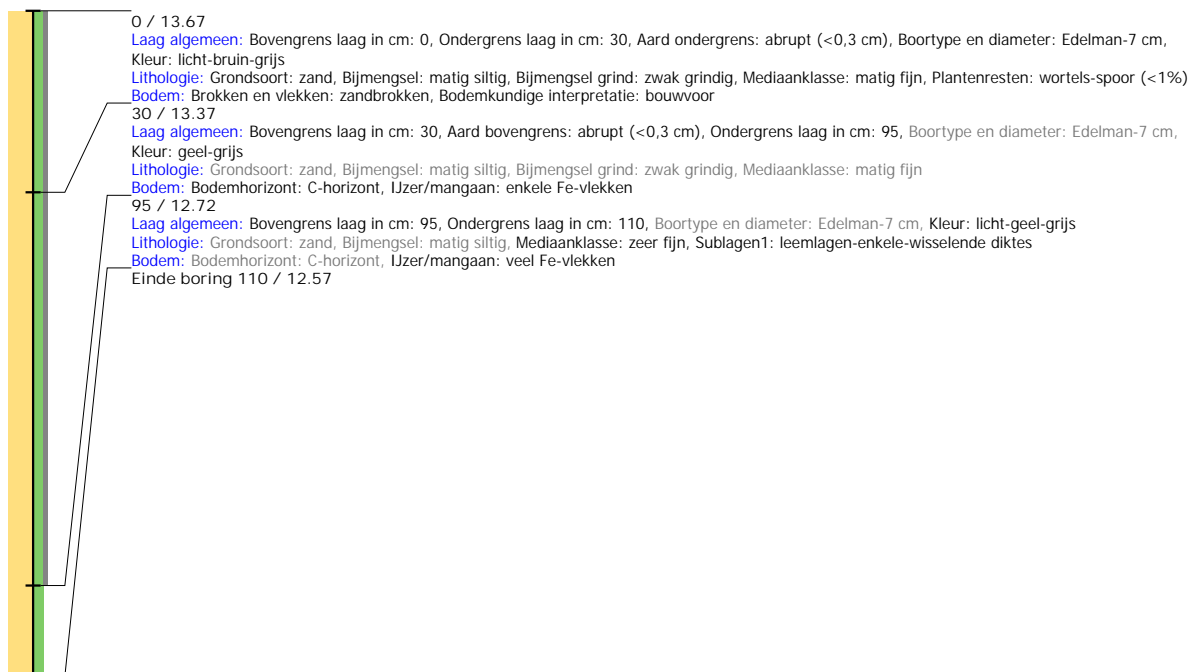 0 / 13.67
Laag algemeen: Bovengrens laag in cm: 0, Ondergrens laag in cm: 30, Aard ondergrens: abrupt (<0,3 cm), Boortype en diameter: Edelman-7 cm,
Kleur: licht-bruin-grijs
Lithologie: Grondsoort: zand, Bijmengsel: matig siltig, Bijmengsel grind: zwak grindig, Mediaanklasse: matig fijn, Plantenresten: wortels-spoor (<1%)
Bodem: Brokken en vlekken: zandbrokken, Bodemkundige interpretatie: bouwvoor
30 / 13.37
Laag algemeen: Bovengrens laag in cm: 30, Aard bovengrens: abrupt (<0,3 cm), Ondergrens laag in cm: 95, Boortype en diameter: Edelman-7 cm,
Kleur: geel-grijs
Lithologie: Grondsoort: zand, Bijmengsel: matig siltig, Bijmengsel grind: zwak grindig, Mediaanklasse: matig fijn
Bodem: Bodemhorizont: C-horizont, IJzer/mangaan: enkele Fe-vlekken
95 / 12.72
Laag algemeen: Bovengrens laag in cm: 95, Ondergrens laag in cm: 110, Boortype en diameter: Edelman-7 cm, Kleur: licht-geel-grijs
Lithologie: Grondsoort: zand, Bijmengsel: matig siltig, Mediaanklasse: zeer fijn, Sublagen1: leemlagen-enkele-wisselende diktes
Bodem: Bodemhorizont: C-horizont, IJzer/mangaan: veel Fe-vlekken
Einde boring 110 / 12.57